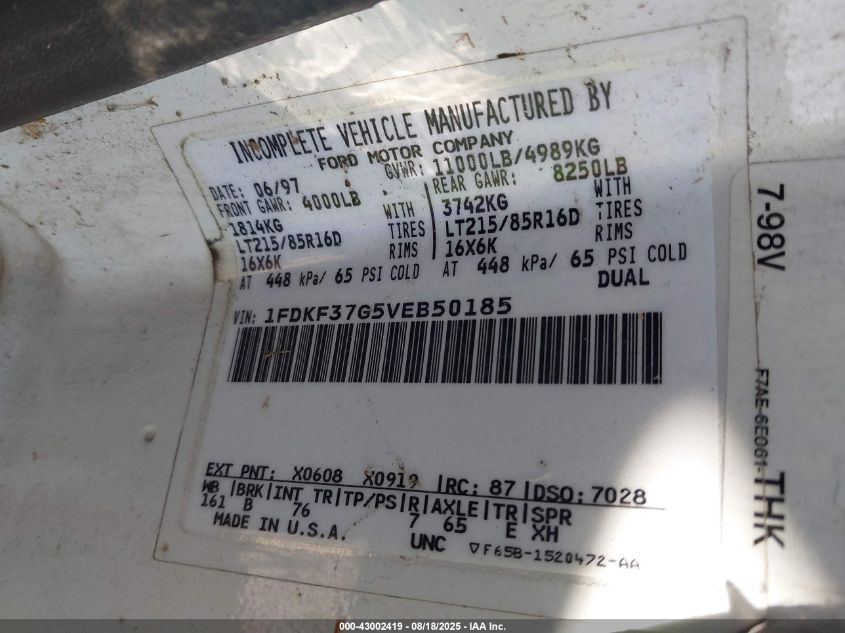 INCOMPLETE VEHICLE MANUFACTURED BY
FORD MOTOR COMPANY
DATE: 06/97 GVWR: 11000LB/4989KG
FRONT GAWR: 4000LB REAR GAWR: 8250LB
1814KG WITH 3742KG WITH
LT215/85R16D TIRES LT215/85R16D TIRES
16X6K RIMS 16X6K RIMS
AT 448 kPa/ 65 PSI COLD AT 448 kPa/ 65 PSI COLD
DUAL
VIN: 1FDKF37G5VEB50185
EXT PNT: X0608 X0919 |RC: 87 |DSO: 7028
WB |BRK|INT TR|TP/PS|R|AXLE|TR|SPR
161 B 76 7 65 E XH
MADE IN U.S.A. UNC ▽F65B-1520472-AA
7-98V
F7AE-6E061-THK
000-43002419 - 08/18/2025 - IAA Inc.